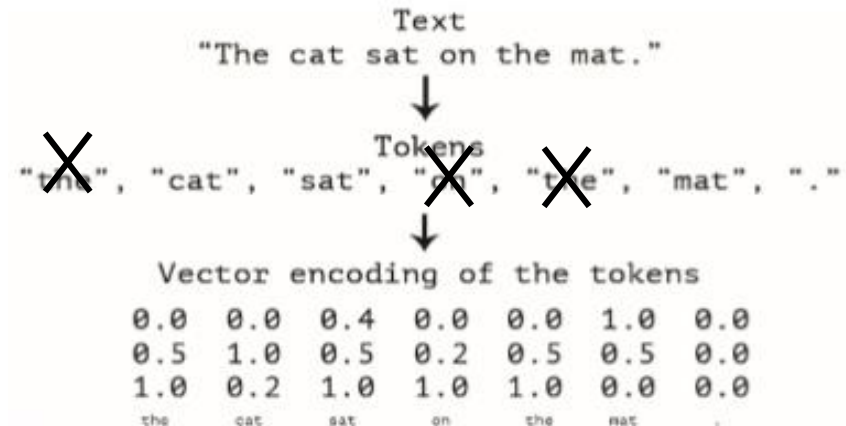 Text
“The cat sat on the mat.”
Tokens
“the”, “cat”, “sat”, “on”, “the”, “mat”, “.”
Vector encoding of the tokens
0.0 0.0 0.4 0.0 0.0 1.0 0.0
0.5 1.0 0.5 0.2 0.5 0.5 0.0
1.0 0.2 1.0 1.0 1.0 0.0 0.0
the cat sat on the mat .